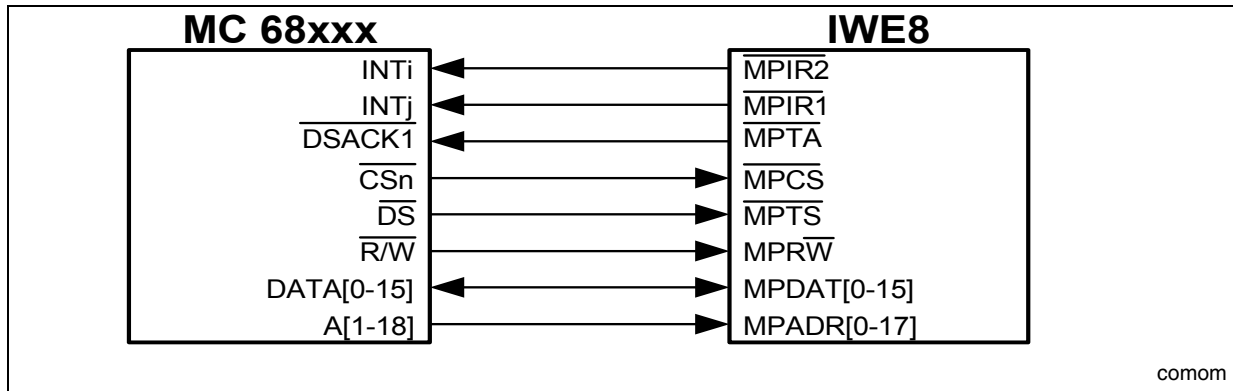 MC 68xxx IWE8
INTi MPIR2
INTj MPIR1
DSACK1 MPTA
CSn MPCS
DS MPTS
R/W MPRW
DATA[0-15] MPDAT[0-15]
A[1-18] MPADR[0-17]
comom